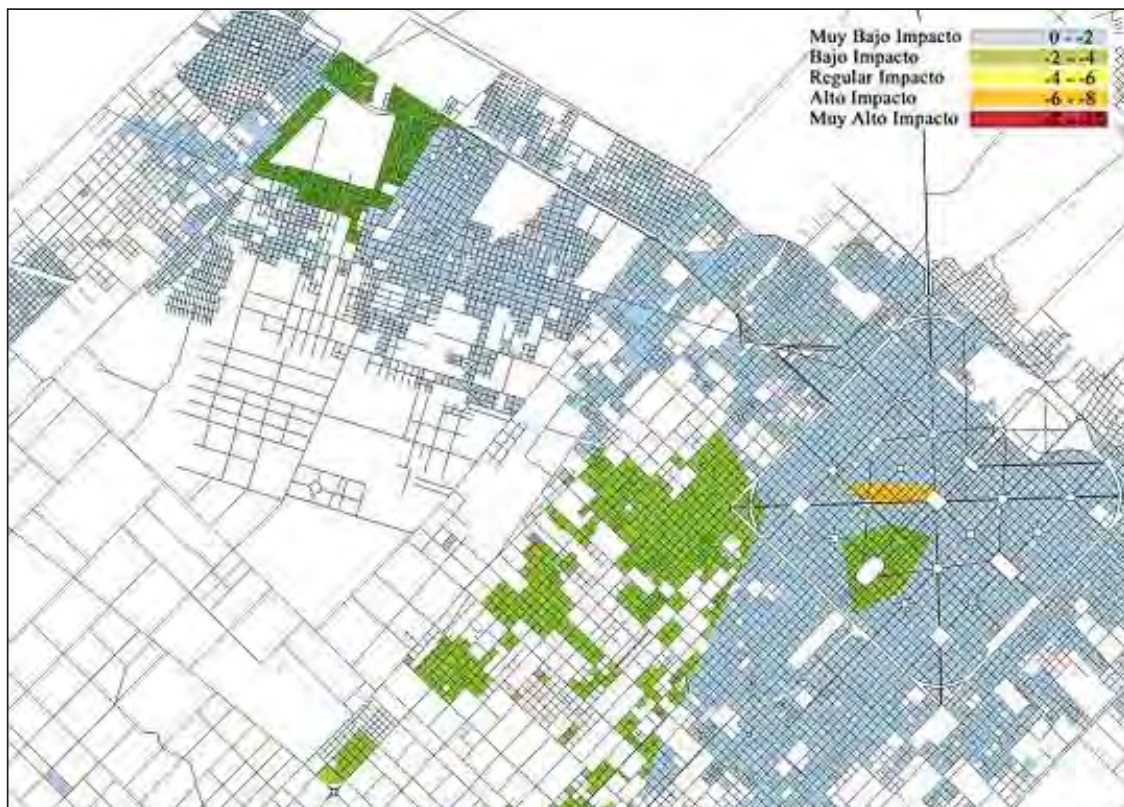 Muy Bajo Impacto 0 - -2
Bajo Impacto -2 - -4
Regular Impacto -4 - -6
Alto Impacto -6 - -8
Muy Alto Impacto